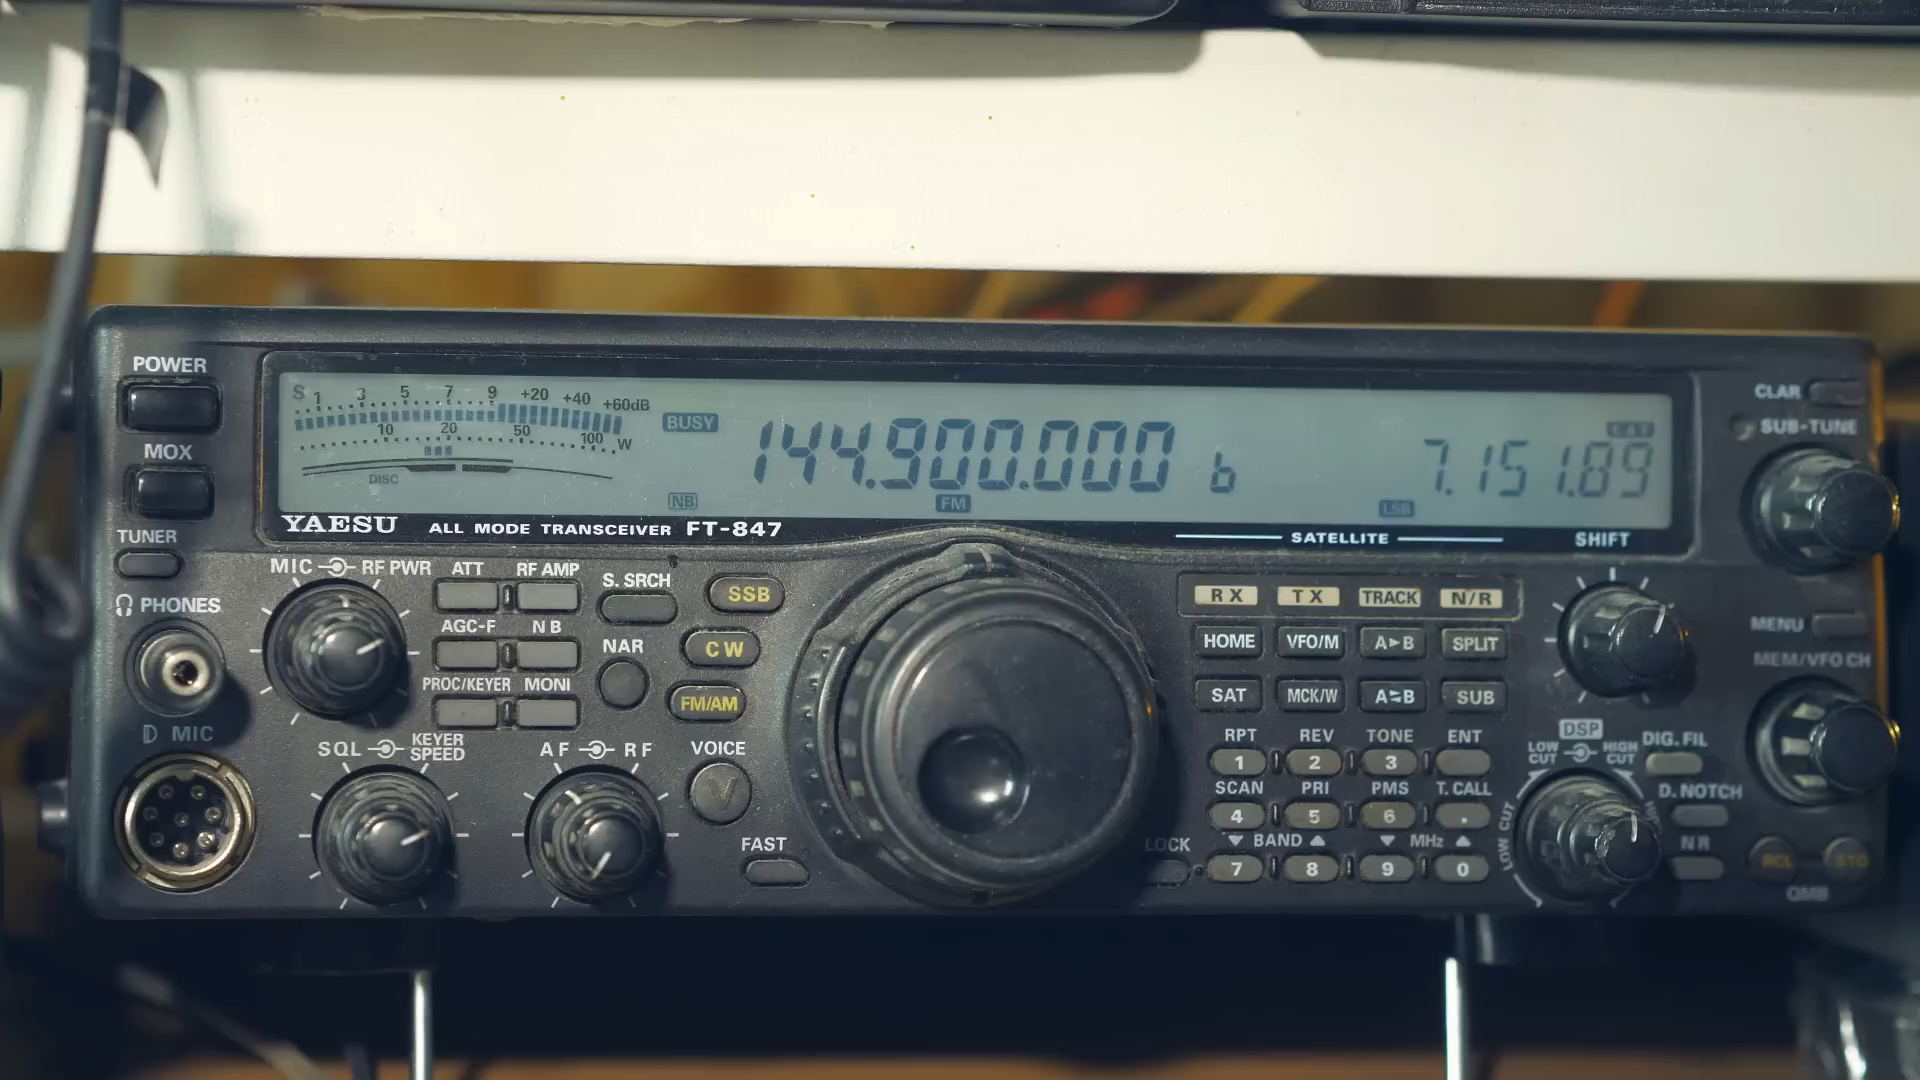 POWER
MOX
TUNER
PHONES
MIC
S 1 3 5 7 9 +20 +40 +60dB
10 20 50 100 W
DISC
BUSY
NB
144.900.000
FM
b
7.151.89
LSB
YAESU ALL MODE TRANSCEIVER FT-847
SATELLITE
SHIFT
CLAR
SUB-TUNE
MENU
MEM/VFO CH
MIC RF PWR
ATT RF AMP
AGC-F NB
PROC/KEYER MONI
S. SRCH
NAR
SSB
CW
FM/AM
SQL KEYER SPEED
AF RF
VOICE
V
FAST
LOCK
RX TX TRACK N/R
HOME VFO/M A►B SPLIT
SAT MCK/W A⇄B SUB
RPT REV TONE ENT
1 2 3
SCAN PRI PMS T. CALL
4 5 6 .
▼ BAND ▲ ▼ MHz ▲
7 8 9 0
DSP
LOW CUT HIGH CUT
LOW CUT
DIG. FIL
D. NOTCH
NR
RCL STO
QMB